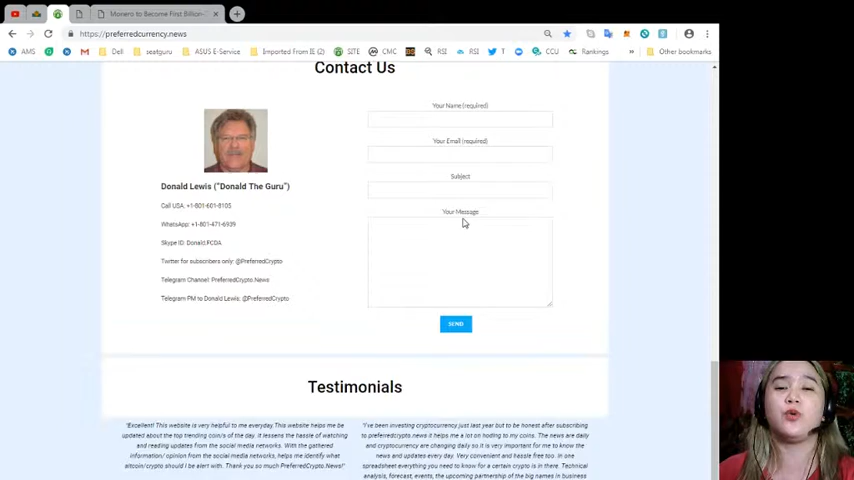 Monero to Become First Billion-
https://preferredcurrency.news
AMS
Dell
seatguru
ASUS E-Service
Imported From IE (2)
SITE
CMC
RSI
RSI
T
CCU
Rankings
Other bookmarks
Contact Us
Your Name (required)
Your Email (required)
Subject
Your Message
SEND
Donald Lewis ("Donald The Guru")
Call USA: +1-801-601-8105
WhatsApp: +1-801-471-6939
Skype ID: Donald.FCDA
Twitter for subscribers only: @PreferredCrypto
Telegram Channel: PreferredCrypto.News
Telegram PM to Donald Lewis: @PreferredCrypto
Testimonials
"Excellent! This website is very helpful to me everyday.This website helps me be
updated about the top trending coin/s of the day. it lessens the hassle of watching
and reading updates from the social media networks. With the gathered
information/ opinion from the social media networks, helps me identify what
altcoin/crypto should I be alert with. Thank you so much PreferredCrypto.News!"
"I've been investing cryptocurrency just last year but to be honest after subscribing
to preferredcrypto.news it helps me a lot on hodling to my coins. The news are daily
and cryptocurrency are changing daily so it is very important for me to know the
news and updates every day. Very convenient and hassle free too. In one
spreadsheet everything you need to know for a certain crypto is in there. Technical
analysis, forecast, events, the upcoming partnership of the big names in business